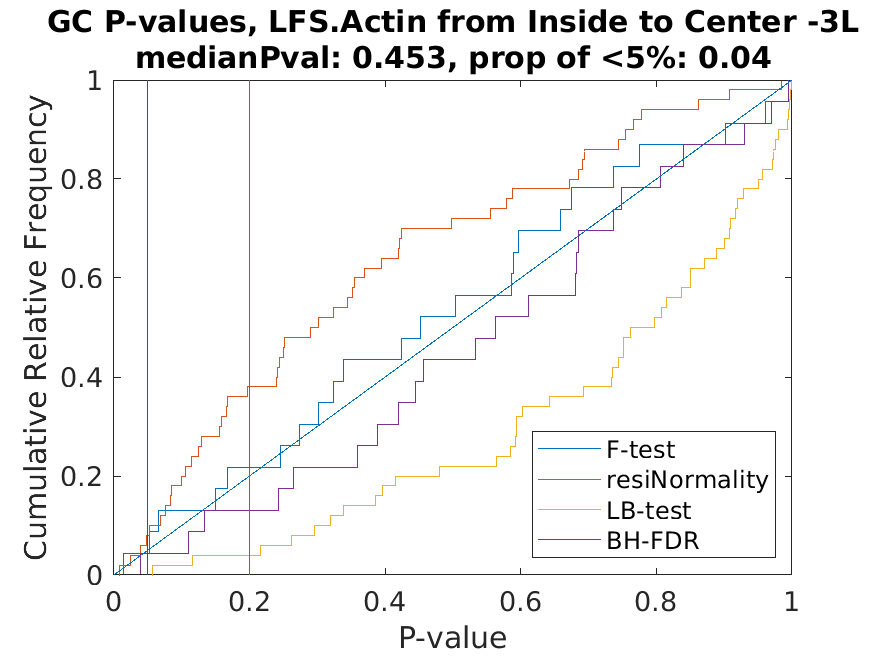 GC P-values, LFS.Actin from Inside to Center -3L
medianPval: 0.453, prop of <5%: 0.04
Cumulative Relative Frequency
1
0.8
0.6
0.4
0.2
0
0
0.2
0.4
0.6
0.8
1
P-value
F-test
resiNormality
LB-test
BH-FDR